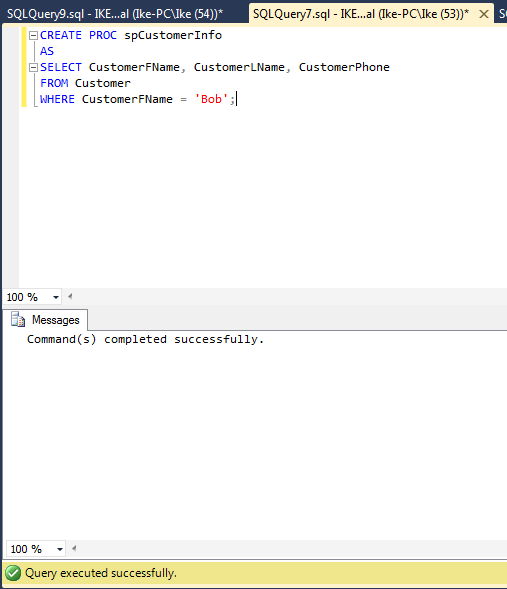 SQLQuery9.sql - IKE...al (Ike-PC\Ike (54))* SQLQuery7.sql - IKE...al (Ike-PC\Ike (53))*
CREATE PROC spCustomerInfo
AS
SELECT CustomerFName, CustomerLName, CustomerPhone
FROM Customer
WHERE CustomerFName = 'Bob';
100 %
Messages
Command(s) completed successfully.
100 %
Query executed successfully.